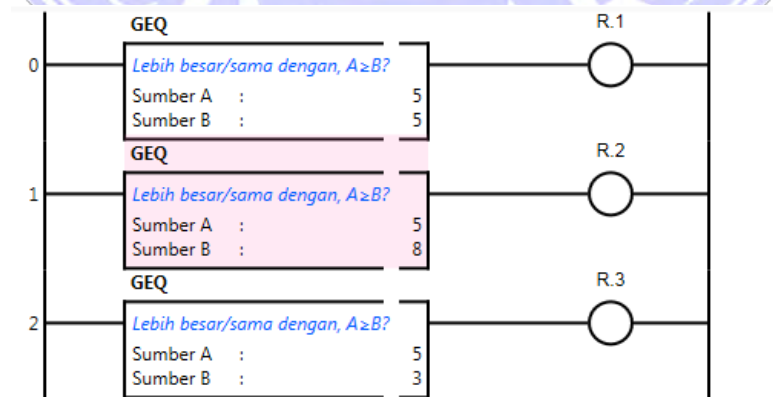 GEQ
R.1
0
Lebih besar/sama dengan, A≥B?
Sumber A : 5
Sumber B : 5
GEQ
R.2
1
Lebih besar/sama dengan, A≥B?
Sumber A : 5
Sumber B : 8
GEQ
R.3
2
Lebih besar/sama dengan, A≥B?
Sumber A : 5
Sumber B : 3